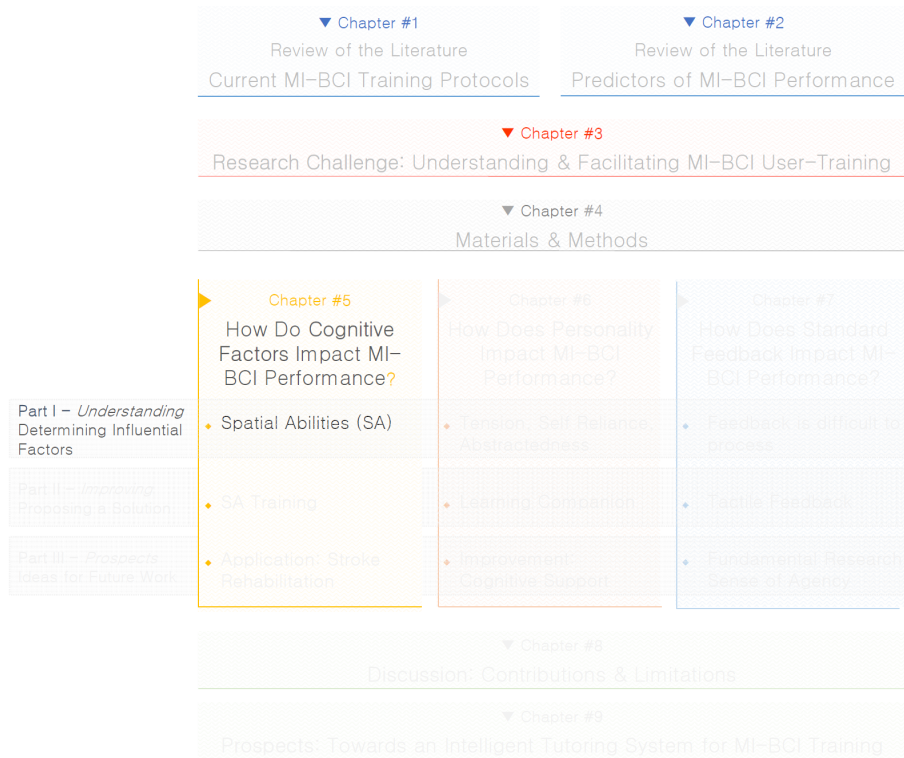 ▼ Chapter #1
Review of the Literature
Current MI-BCI Training Protocols
▼ Chapter #2
Review of the Literature
Predictors of MI-BCI Performance
▼ Chapter #3
Research Challenge: Understanding & Facilitating MI-BCI User-Training
▼ Chapter #4
Materials & Methods
Chapter #5
How Do Cognitive
Factors Impact MI-
BCI Performance?
Chapter #6
How Does Personality
Impact MI-BCI
Performance?
Chapter #7
How Does Standard
Feedback Impact MI-
BCI Performance?
Part I - Understanding
Determining Influential
Factors
Spatial Abilities (SA)
Tension, Self Reliance,
Abstractedness
Feedback is difficult to
process
Part II - Improving
Proposing a Solution
SA Training
Learning Companion
Tactile Feedback
Part III - Prospects
Ideas for Future Work
Application: Stroke
Rehabilitation
Improvement:
Cognitive Support
Fundamental Research
Sense of Agency
▼ Chapter #8
Discussion: Contributions & Limitations
▼ Chapter #9
Prospects: Towards an Intelligent Tutoring System for MI-BCI Training